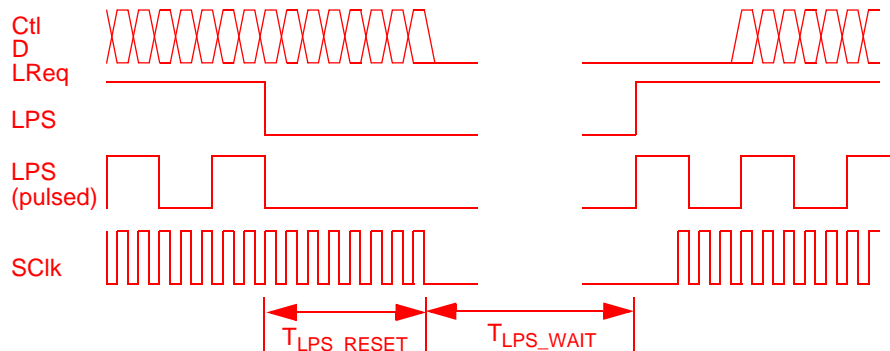 Ctl
D
LReq
LPS
LPS
(pulsed)
SClk
TLPS_RESET
TLPS_WAIT